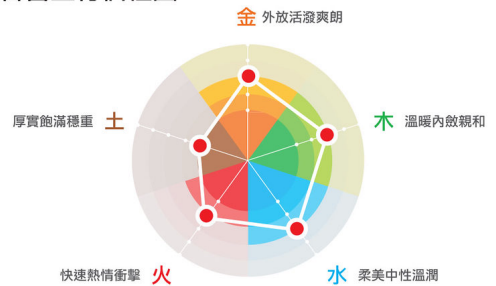 金 外放活潑爽朗
木 溫暖內斂親和
水 柔美中性溫潤
火 快速熱情衝擊
土 厚實飽滿穩重